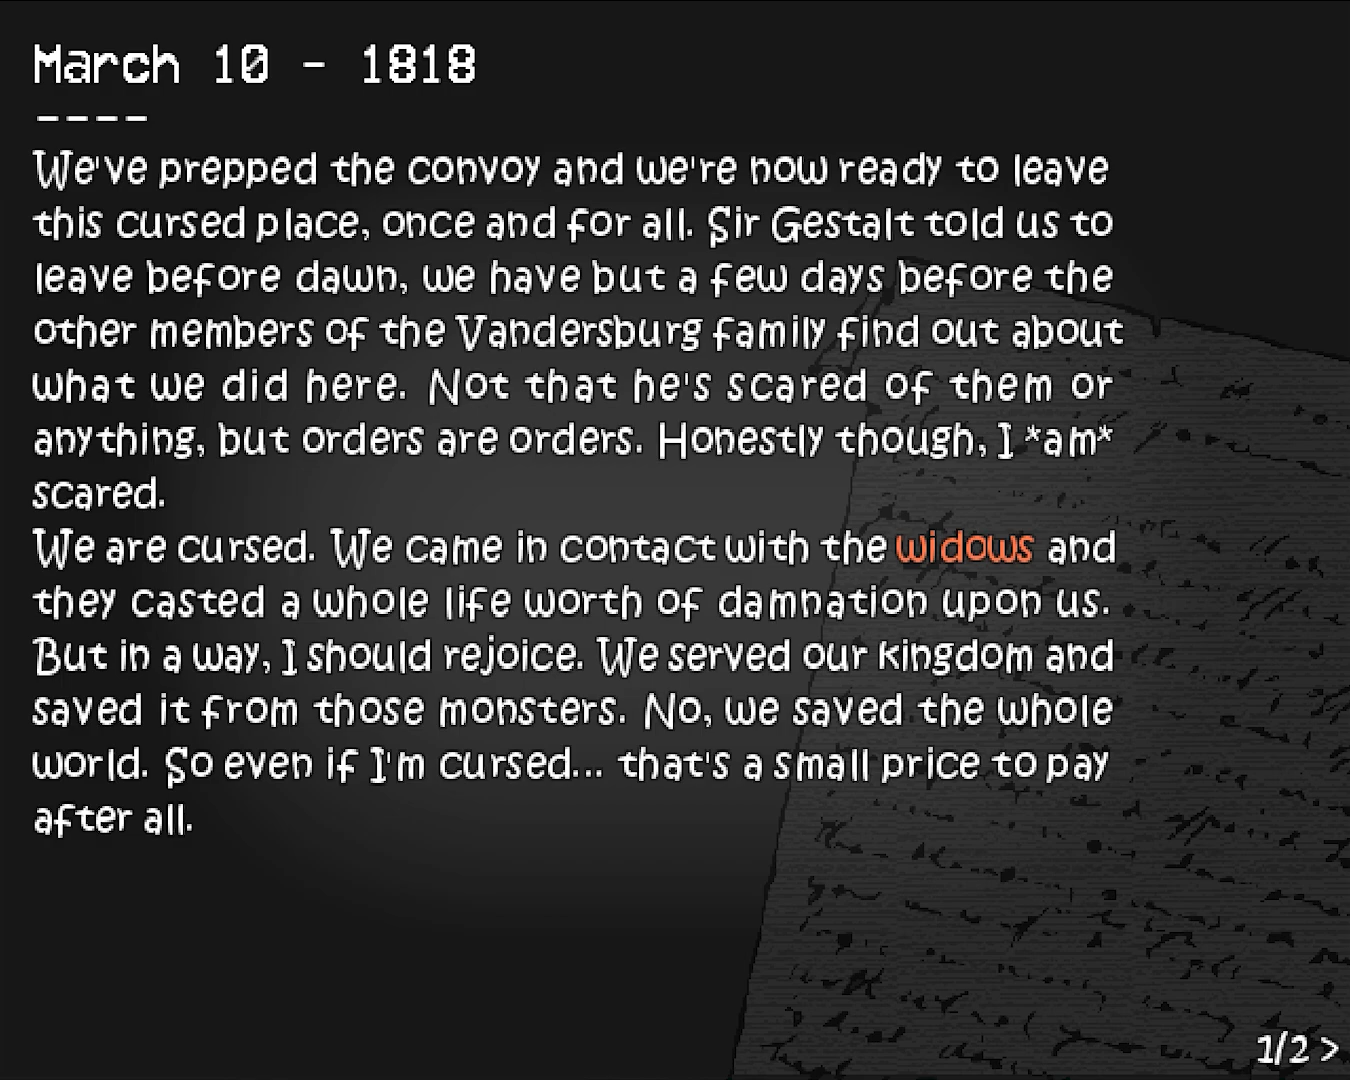 March 10 - 1818
----
We've prepped the convoy and we're now ready to leave
this cursed place, once and for all. Sir Gestalt told us to
leave before dawn, we have but a few days before the
other members of the Vandersburg family find out about
what we did here. Not that he's scared of them or
anything, but orders are orders. Honestly though, I *am*
scared.
We are cursed. We came in contact with the widows and
they casted a whole life worth of damnation upon us.
But in a way, I should rejoice. We served our kingdom and
saved it from those monsters. No, we saved the whole
world. So even if I'm cursed... that's a small price to pay
after all.
1/2 >